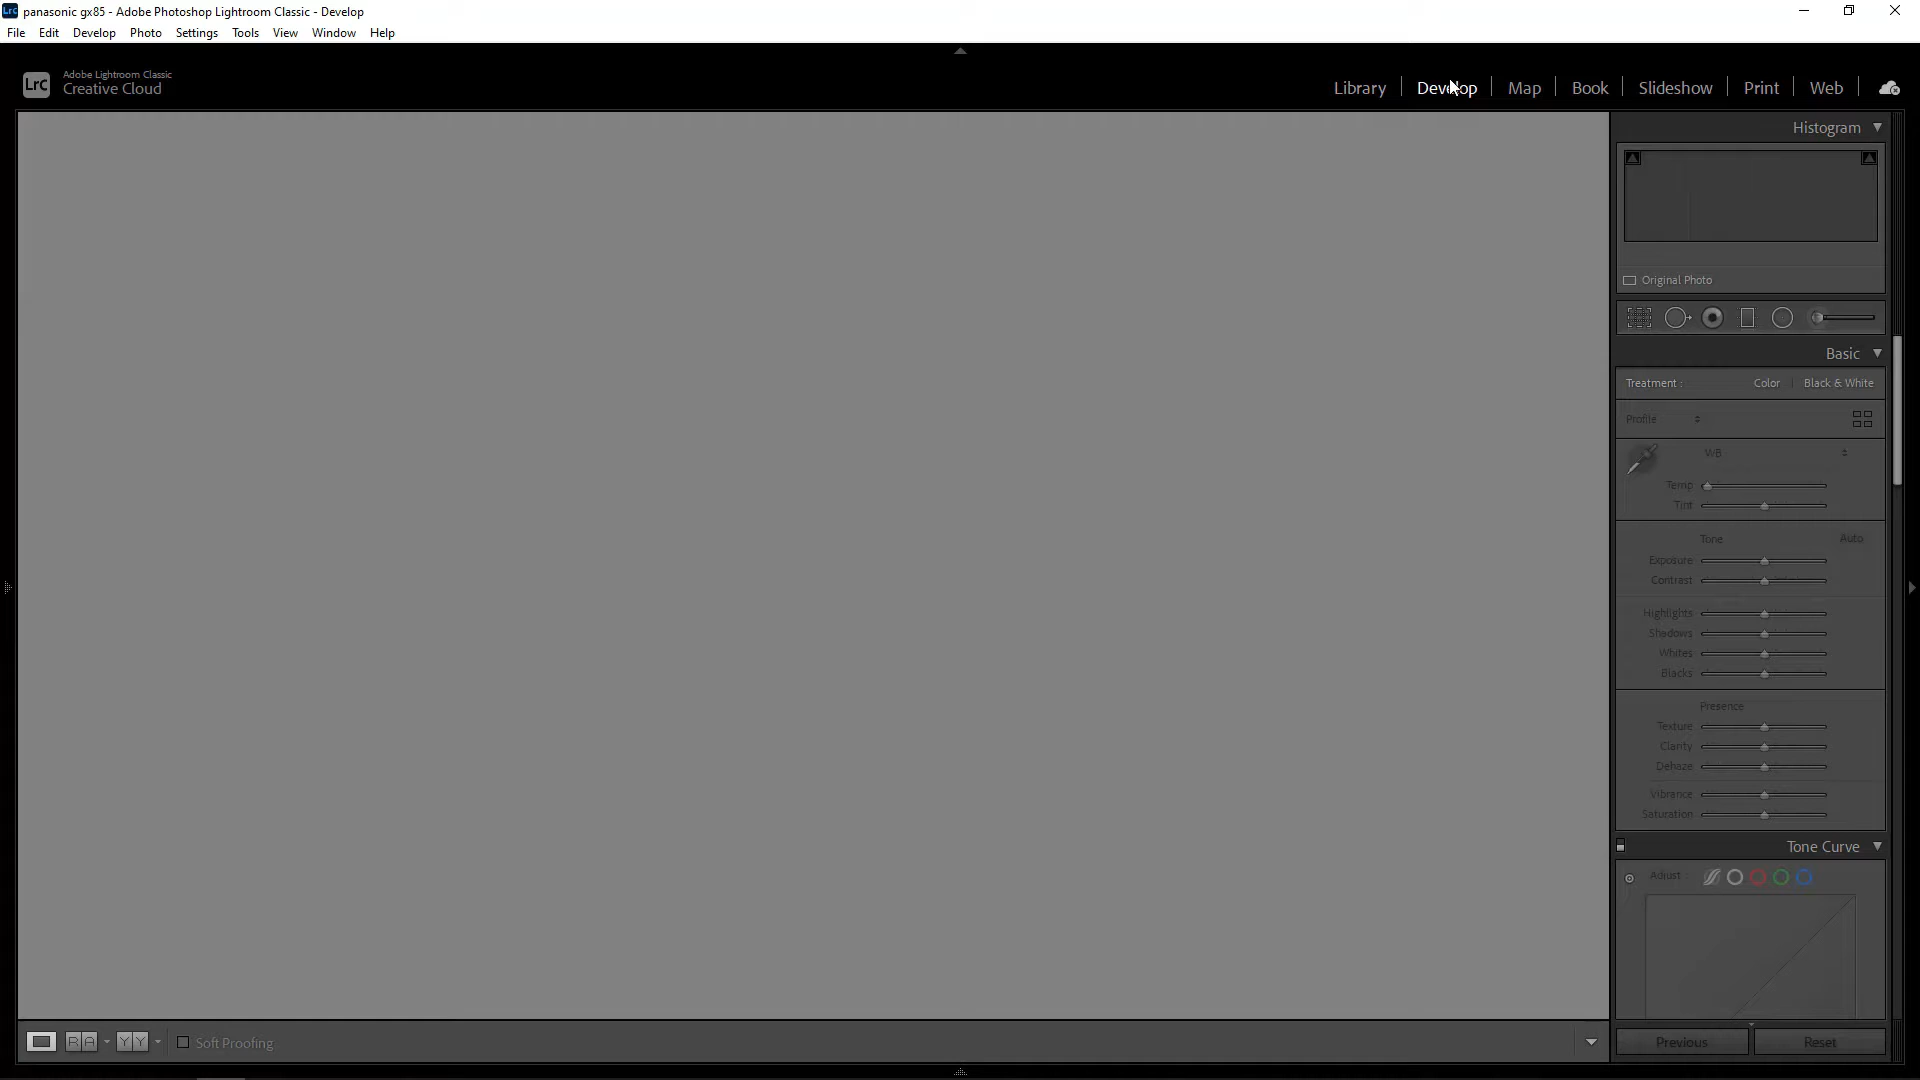 panasonic gx85 - Adobe Photoshop Lightroom Classic - Develop
File Edit Develop Photo Settings Tools View Window Help
Lrc Adobe Lightroom Classic
Creative Cloud
Library Develop Map Book Slideshow Print Web
Histogram
Original Photo
Basic
Treatment : Color Black & White
Profile
WB
Temp
Tint
Tone Auto
Exposure
Contrast
Highlights
Shadows
Whites
Blacks
Presence
Texture
Clarity
Dehaze
Vibrance
Saturation
Tone Curve
Adjust :
R A Y Y Soft Proofing
Previous Reset